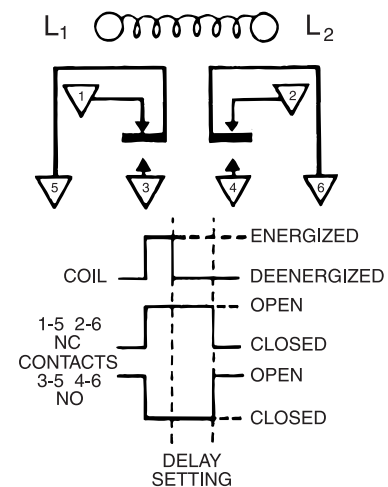 L1 L2
1 2
5 3 4 6
ENERGIZED
COIL DEENERGIZED
OPEN
1-5 2-6
NC CLOSED
CONTACTS
3-5 4-6 OPEN
NO
CLOSED
DELAY
SETTING